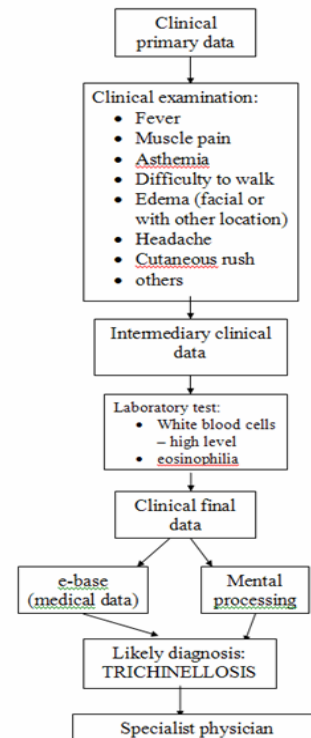 Clinical
primary data
Clinical examination:
• Fever
• Muscle pain
• Asthemia
• Difficulty to walk
• Edema (facial or
with other location)
• Headache
• Cutaneous rush
• others
Intermediary clinical
data
Laboratory test:
• White blood cells
– high level
• eosinophilia
Clinical final
data
e-base
(medical data)
Mental
processing
Likely diagnosis:
TRICHINELLOSIS
Specialist physician